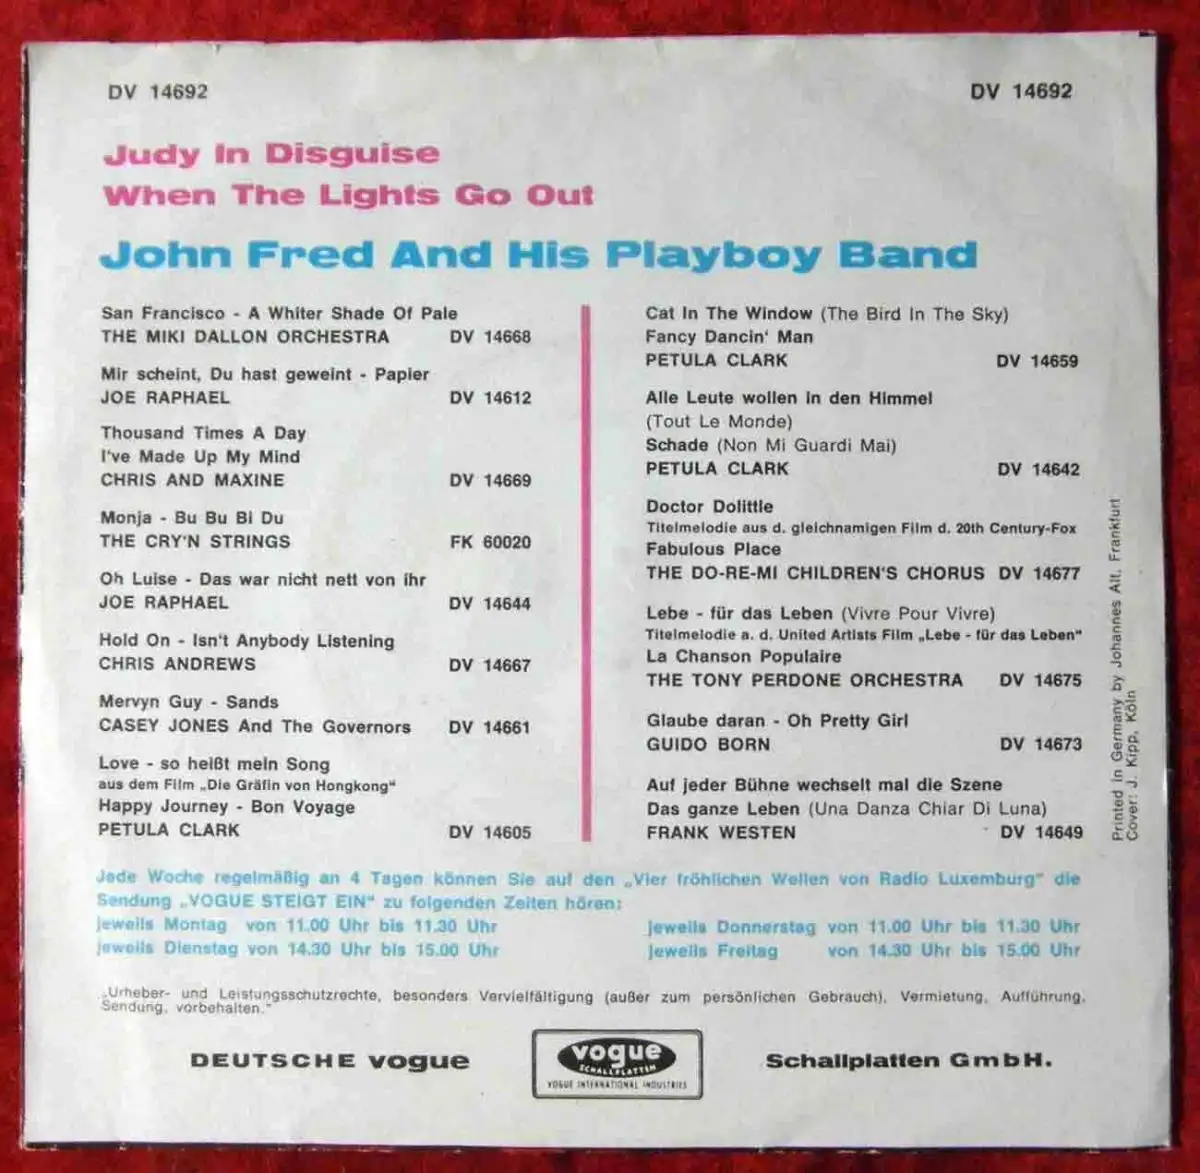 DV 14692 DV 14692
Judy In Disguise
When The Lights Go Out
John Fred And His Playboy Band
San Francisco - A Whiter Shade Of Pale
THE MIKI DALLON ORCHESTRA DV 14668
Mir scheint, Du hast geweint - Papier
JOE RAPHAEL DV 14612
Thousand Times A Day
I've Made Up My Mind
CHRIS AND MAXINE DV 14669
Monja - Bu Bu Bi Du
THE CRY'N STRINGS FK 60020
Oh Luise - Das war nicht nett von ihr
JOE RAPHAEL DV 14644
Hold On - Isn't Anybody Listening
CHRIS ANDREWS DV 14667
Mervyn Guy - Sands
CASEY JONES And The Governors DV 14661
Love - so heißt mein Song
aus dem Film „Die Gräfin von Hongkong"
Happy Journey - Bon Voyage
PETULA CLARK DV 14605
Cat In The Window (The Bird In The Sky)
Fancy Dancin' Man
PETULA CLARK DV 14659
Alle Leute wollen in den Himmel
(Tout Le Monde)
Schade (Non Mi Guardi Mai)
PETULA CLARK DV 14642
Doctor Dolittle
Titelmelodie aus d. gleichnamigen Film d. 20th Century-Fox
Fabulous Place
THE DO-RE-MI CHILDREN'S CHORUS DV 14677
Lebe - für das Leben (Vivre Pour Vivre)
Titelmelodie a. d. United Artists Film „Lebe - für das Leben"
La Chanson Populaire
THE TONY PERDONE ORCHESTRA DV 14675
Glaube daran - Oh Pretty Girl
GUIDO BORN DV 14673
Auf jeder Bühne wechselt mal die Szene
Das ganze Leben (Una Danza Chiar Di Luna)
FRANK WESTEN DV 14649
Printed in Germany by Johannes Alt, Frankfurt
Cover: J. Kipp, Köln
Jede Woche regelmäßig an 4 Tagen können Sie auf den „Vier fröhlichen Wellen von Radio Luxemburg" die
Sendung „VOGUE STEIGT EIN" zu folgenden Zeiten hören:
jeweils Montag von 11.00 Uhr bis 11.30 Uhr jeweils Donnerstag von 11.00 Uhr bis 11.30 Uhr
jeweils Dienstag von 14.30 Uhr bis 15.00 Uhr jeweils Freitag von 14.30 Uhr bis 15.00 Uhr
„Urheber- und Leistungsschutzrechte, besonders Vervielfältigung (außer zum persönlichen Gebrauch), Vermietung, Aufführung,
Sendung, vorbehalten."
DEUTSCHE vogue vogue Schallplatten GmbH.
SCHALLPLATTEN
VOGUE INTERNATIONAL INDUSTRIES